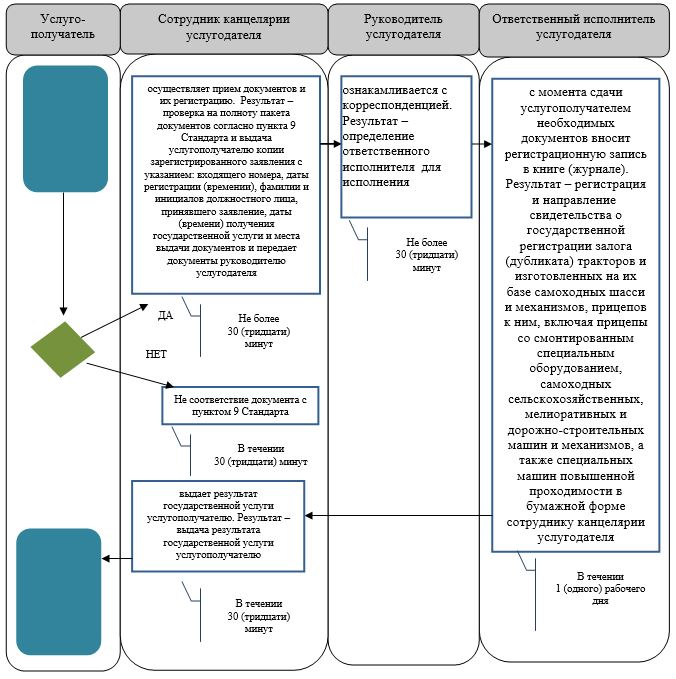 Услуго-
получатель
Сотрудник канцелярии
услугодателя
Руководитель
услугодателя
Ответственный исполнитель
услугодателя
осуществляет прием документов и
их регистрацию. Результат –
проверка на полноту пакета
документов согласно пункта 9
Стандарта и выдача
услугополучателю копии
зарегистрированного заявления с
указанием: входящего номера, даты
регистрации (времении), фамилии и
инициалов должностного лица,
принявшего заявление, даты
(времени) получения
государственной услуги и места
выдачи документов и передает
документы руководителю
услугодателя
ДА
Не более
30 (тридцати)
минут
НЕТ
Не соответствие документа с
пунктом 9 Стандарта
В течении
30 (тридцати) минут
выдает результат
государственной услуги
услугополучателю. Результат –
выдача результата
государственной услуги
услугополучателю
В течении
30 (тридцати)
минут
ознакамливается с
корреспонденцией.
Результат –
определение
ответственного
исполнителя для
исполнения
Не более
30 (тридцати)
минут
с момента сдачи
услугополучателем
необходимых
документов вносит
регистрационную запись
в книге (журнале).
Результат – регистрация
и направление
свидетельства о
государственной
регистрации залога
(дубликата) тракторов и
изготовленных на их
базе самоходных шасси
и механизмов, прицепов
к ним, включая прицепы
со смонтированным
специальным
оборудованием,
самоходных
сельскохозяйственных,
мелиоративных и
дорожно-строительных
машин и механизмов, а
также специальных
машин повышенной
проходимости в
бумажной форме
сотруднику канцелярии
услугодателя
В течении
1 (одного) рабочего
дня